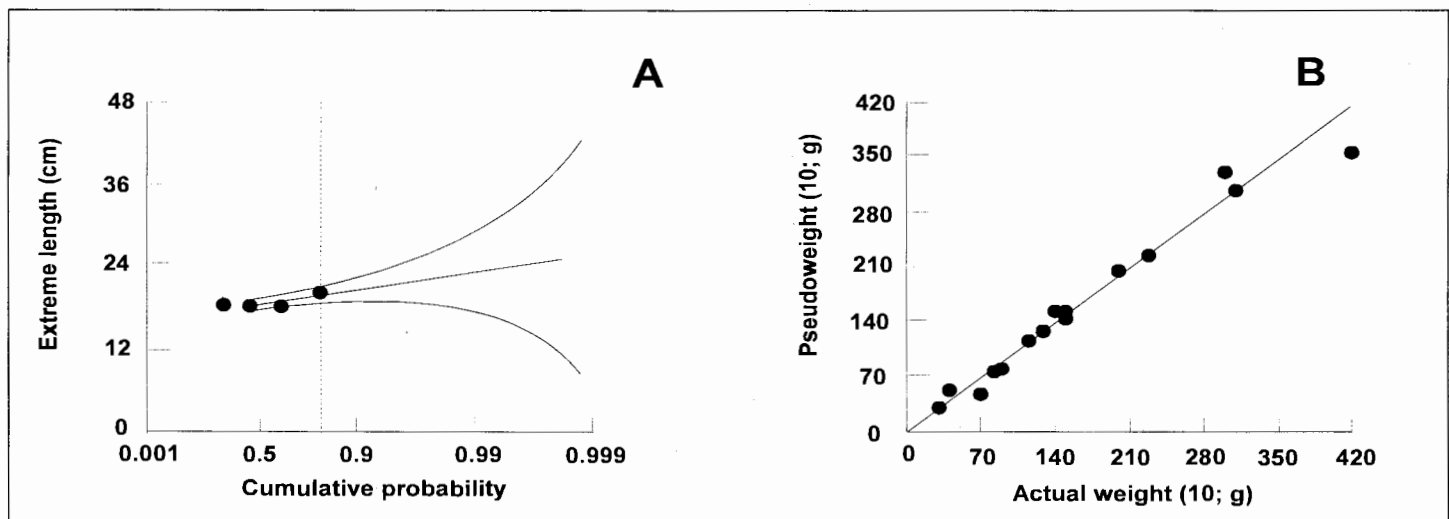 A
48
36
24
12
0
Extreme length (cm)
0.001 0.5 0.9 0.99 0.999
Cumulative probability
B
420
350
280
210
140
70
0
Pseudoweight (10; g)
0 70 140 210 280 350 420
Actual weight (10; g)